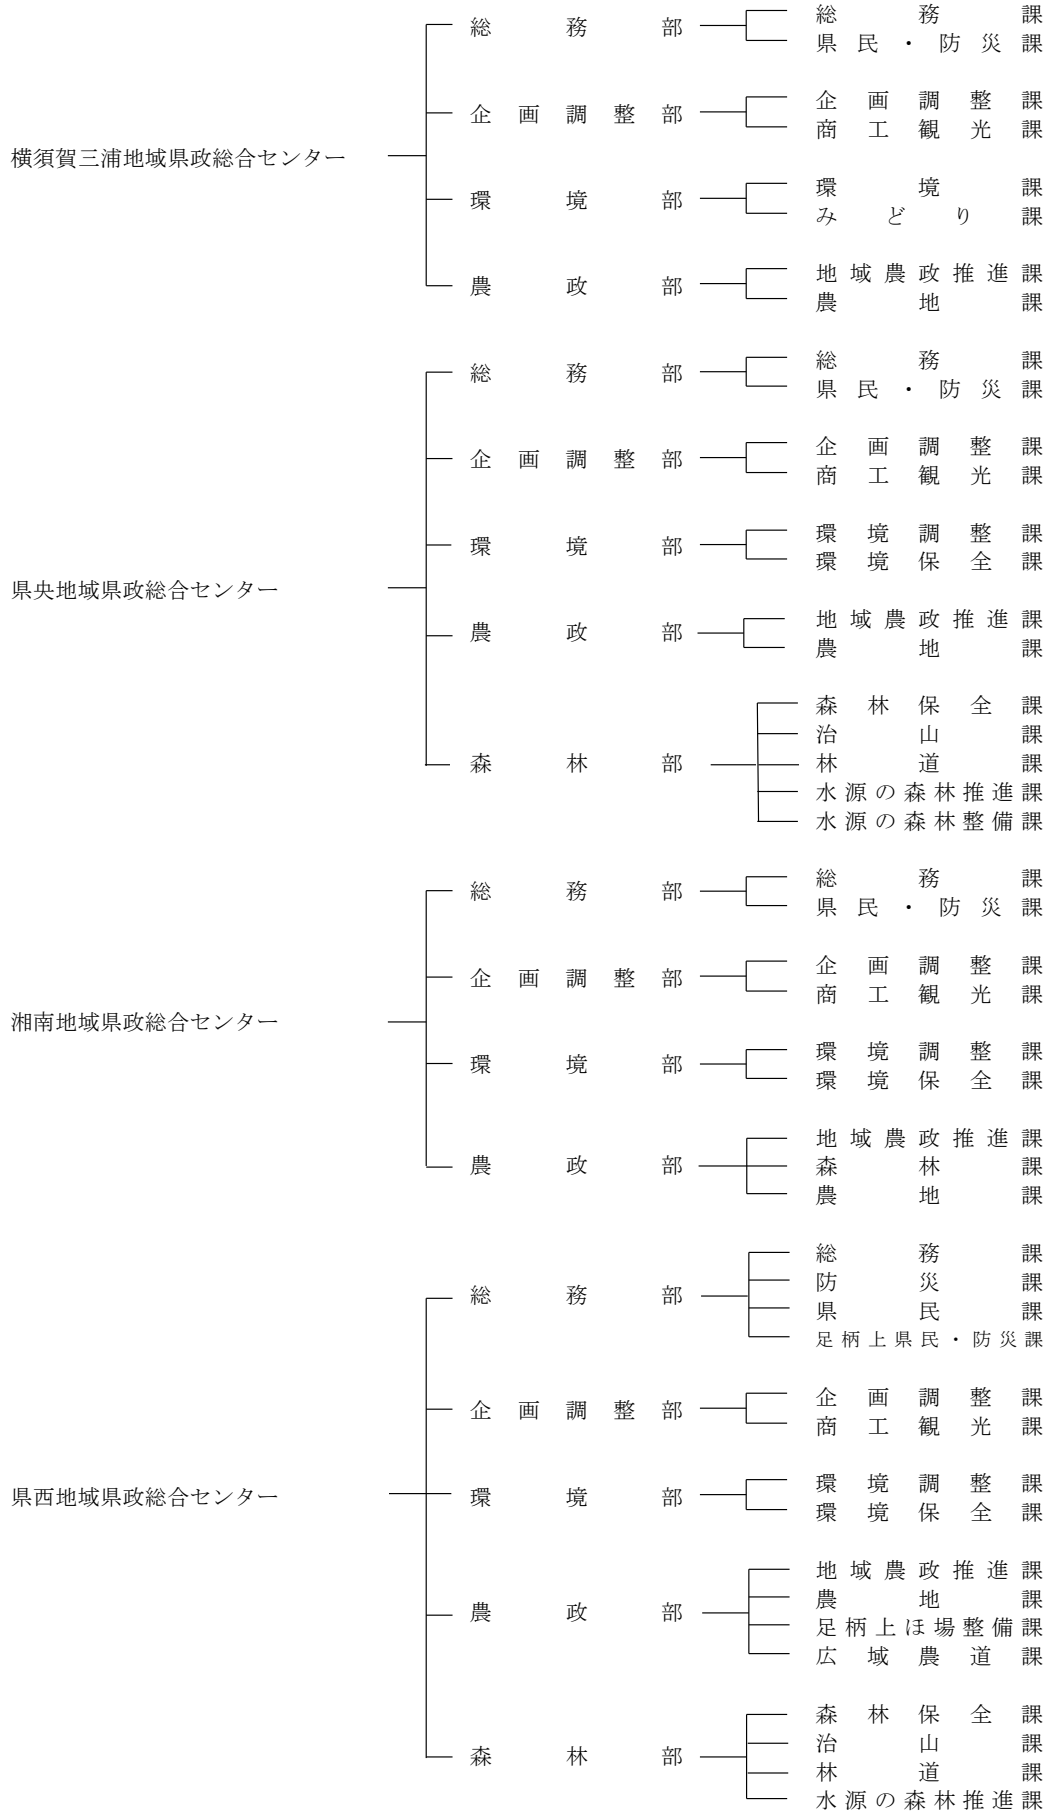 横須賀三浦地域県政総合センター
総務部
総務課
県民・防災課
企画調整部
企画調整課
商工観光課
環境部
環境課
みどり課
農政部
地域農政推進課
農地課
県央地域県政総合センター
総務部
総務課
県民・防災課
企画調整部
企画調整課
商工観光課
環境部
環境調整課
環境保全課
農政部
地域農政推進課
農地課
森林部
森林保全課
治山課
林道課
水源の森林推進課
水源の森林整備課
湘南地域県政総合センター
総務部
総務課
県民・防災課
企画調整部
企画調整課
商工観光課
環境部
環境調整課
環境保全課
農政部
地域農政推進課
森林課
農地課
県西地域県政総合センター
総務部
総務課
防災課
県民課
足柄上県民・防災課
企画調整部
企画調整課
商工観光課
環境部
環境調整課
環境保全課
農政部
地域農政推進課
農地課
足柄上ほ場整備課
広域農道課
森林部
森林保全課
治山課
林道課
水源の森林推進課